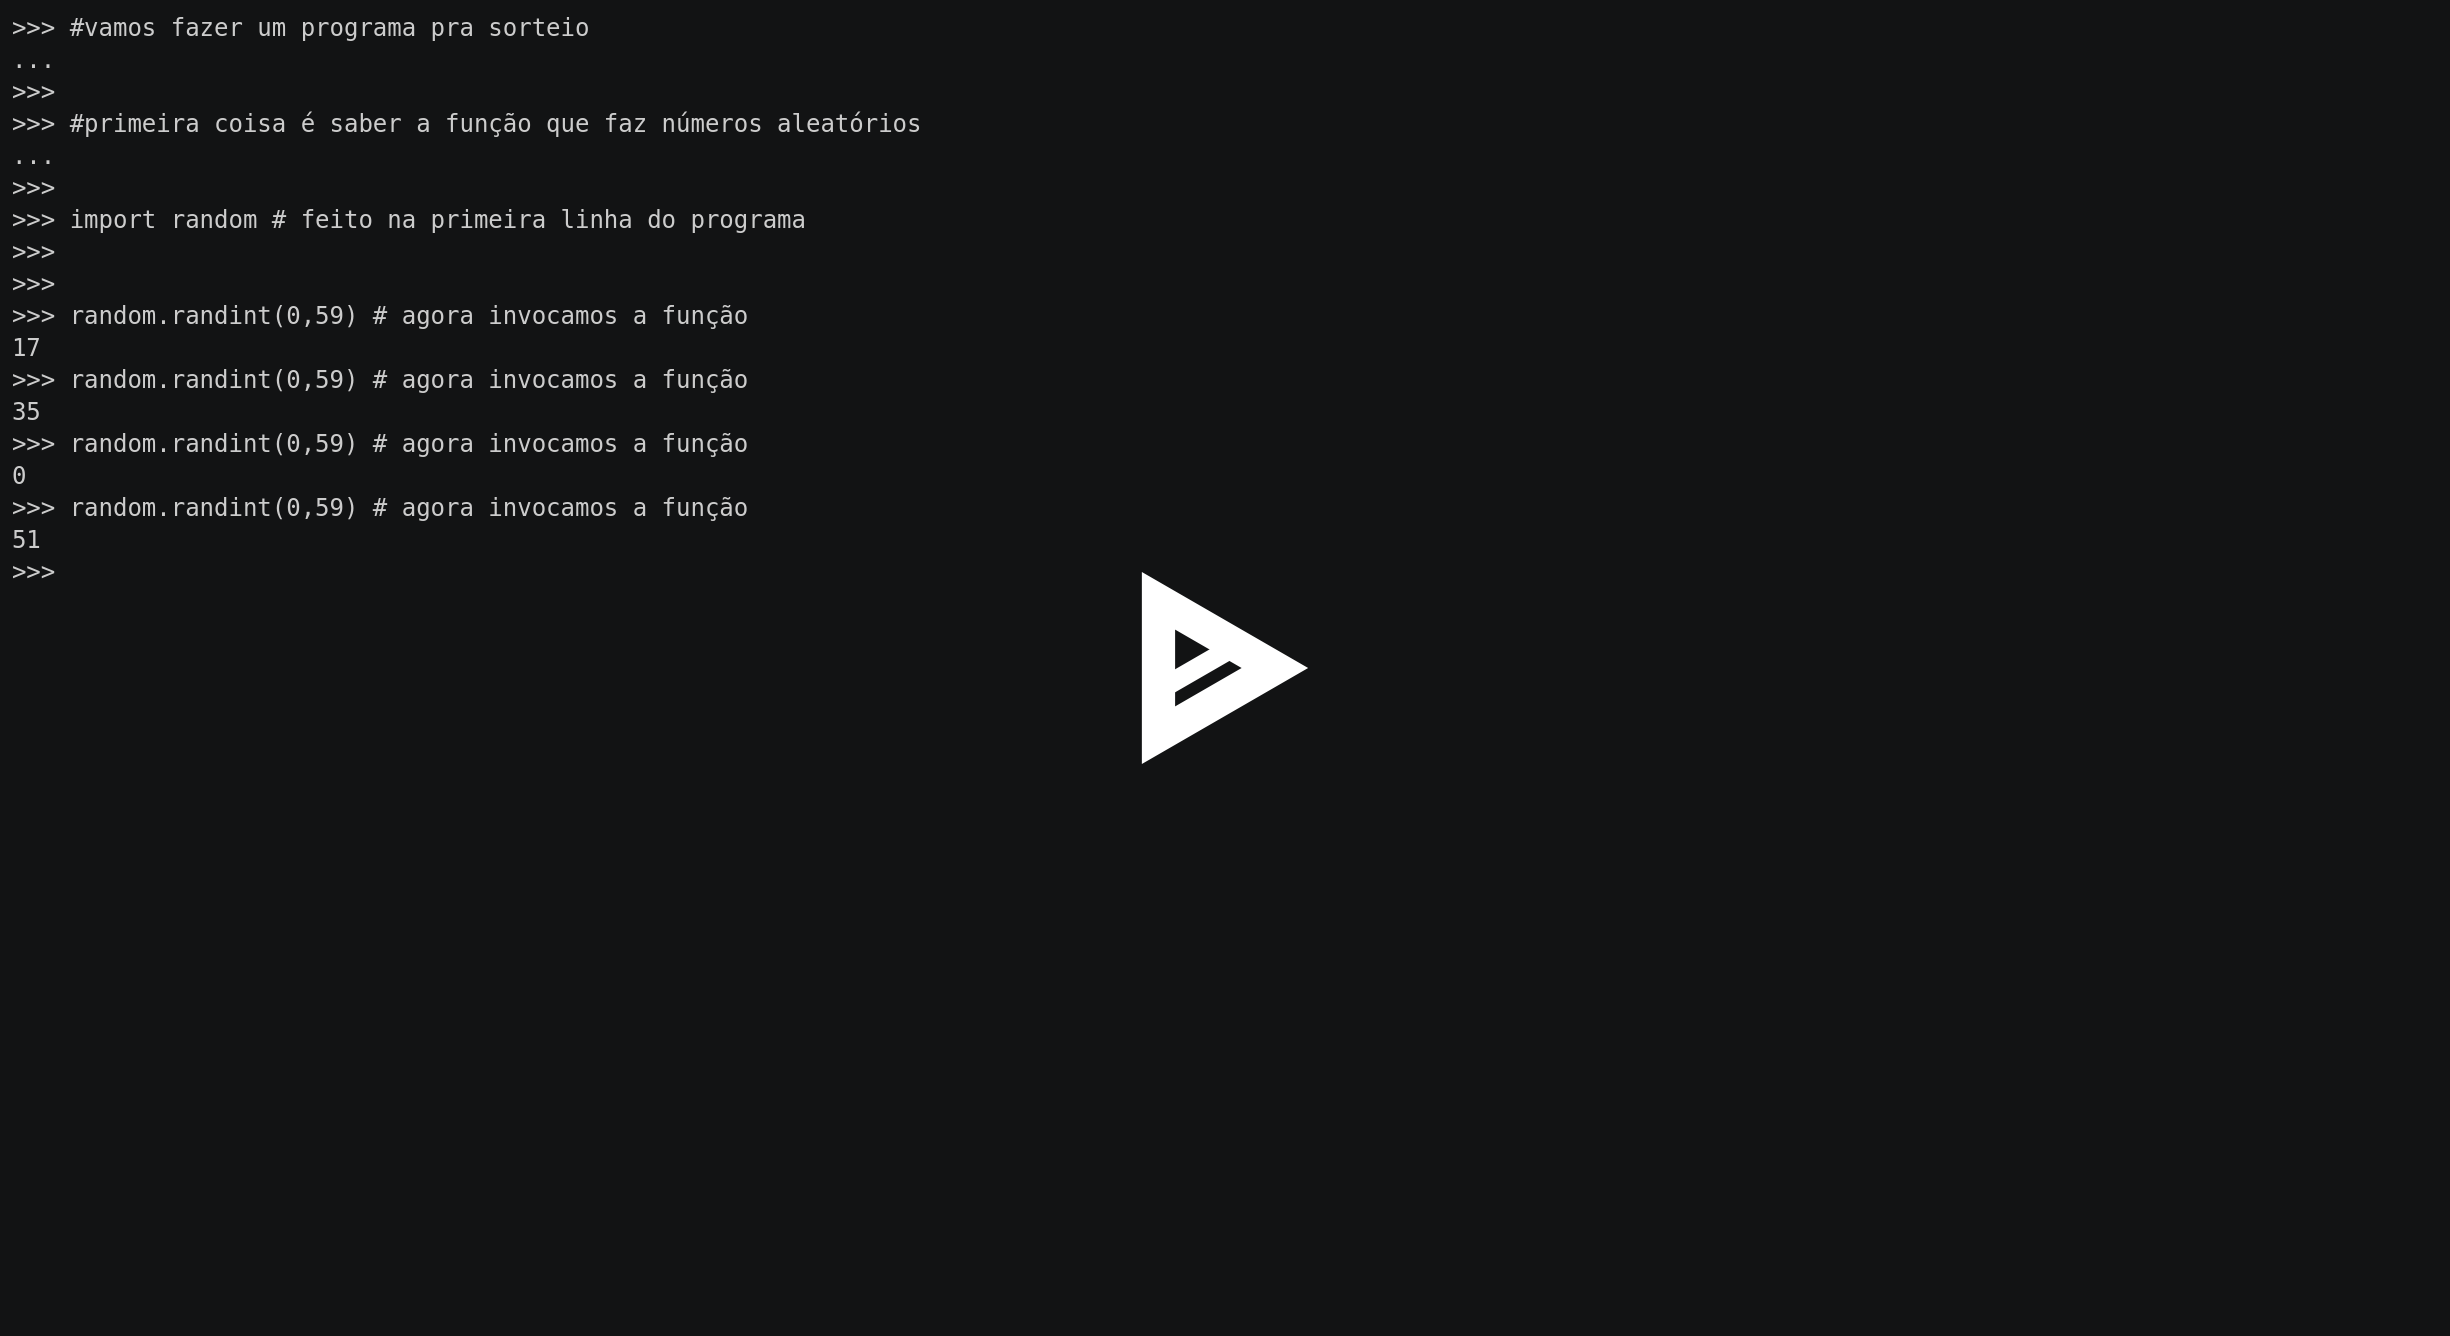 >>> #vamos fazer um programa pra sorteio
...
>>>
>>> #primeira coisa é saber a função que faz números aleatórios
...
>>>
>>> import random # feito na primeira linha do programa
>>>
>>>
>>> random.randint(0,59) # agora invocamos a função
17
>>> random.randint(0,59) # agora invocamos a função
35
>>> random.randint(0,59) # agora invocamos a função
0
>>> random.randint(0,59) # agora invocamos a função
51
>>>